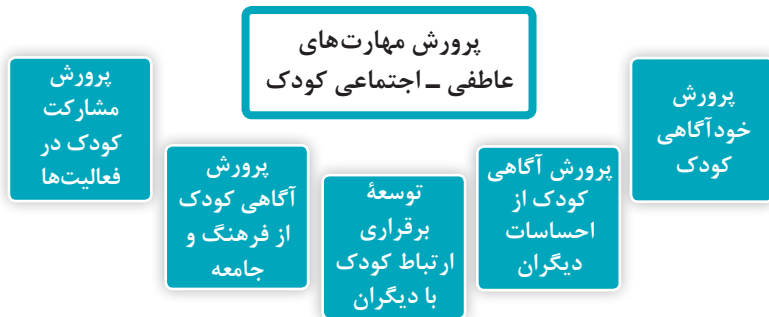 پرورش مهارت‌های
عاطفی ــ اجتماعی کودک
پرورش
خودآگاهی
کودک
پرورش آگاهی
کودک از
احساسات
دیگران
توسعهٔ
برقراری
ارتباط کودک
با دیگران
پرورش
آگاهی کودک
از فرهنگ و
جامعه
پرورش
مشارکت
کودک در
فعالیت‌ها